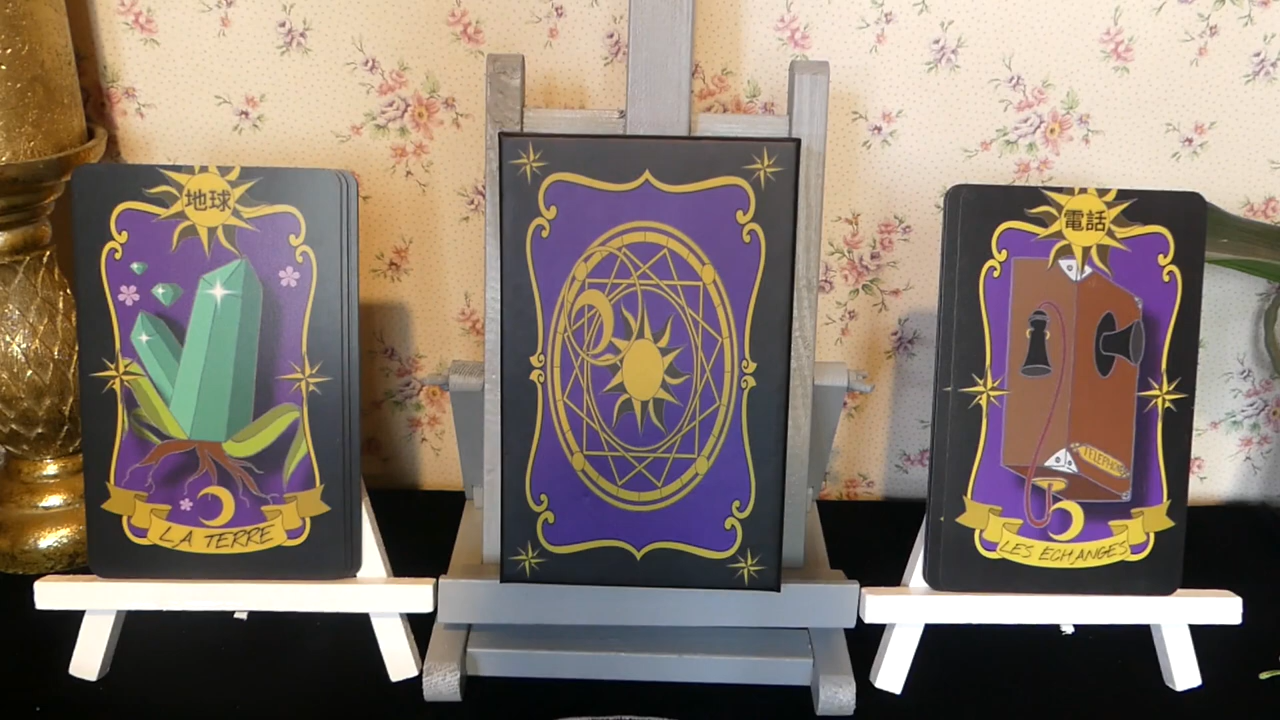 地球
LA TERRE
電話
TELEPHONE
LES ECHANGES